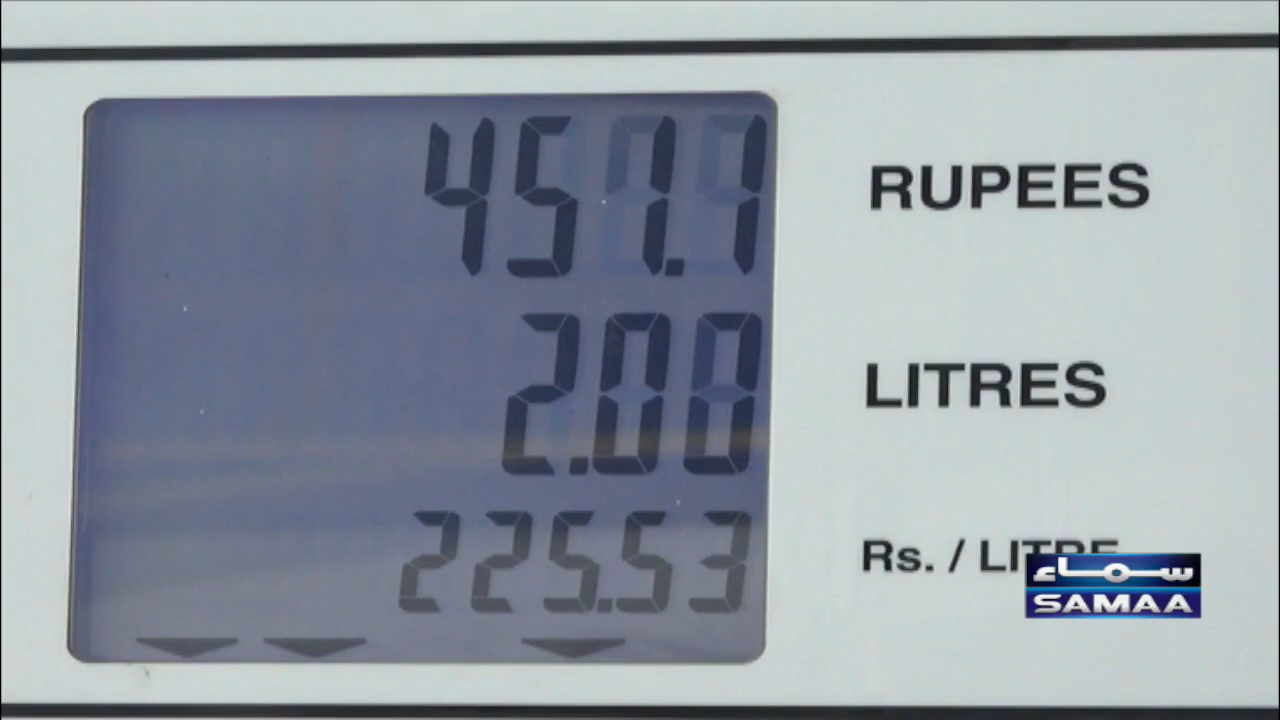 451.1 RUPEES
2.00 LITRES
225.53 Rs. / LITRE
سماء
SAMAA